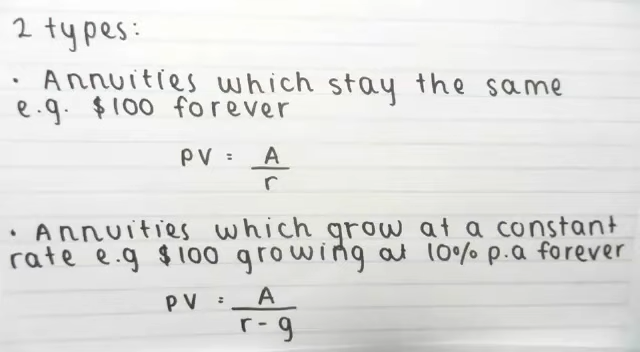 2 types:
· Annuities which stay the same
e.g. $100 forever
PV = A
r
· Annuities which grow at a constant
rate e.g $100 growing at 10% p.a forever
PV = A
r - g